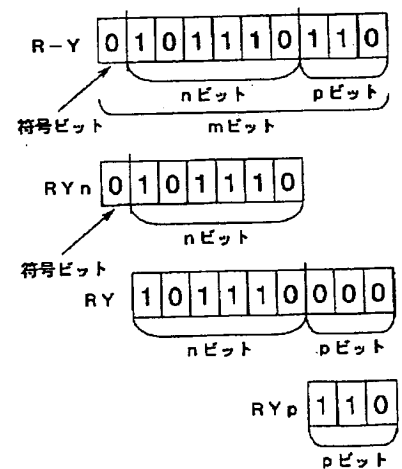 R-Y 0 1 0 1 1 1 0 1 1 0
nビット pビット
符号ビット mビット
RYn 0 1 0 1 1 1 0
nビット
符号ビット
RY 1 0 1 1 1 0 0 0 0
nビット pビット
RYp 1 1 0
pビット